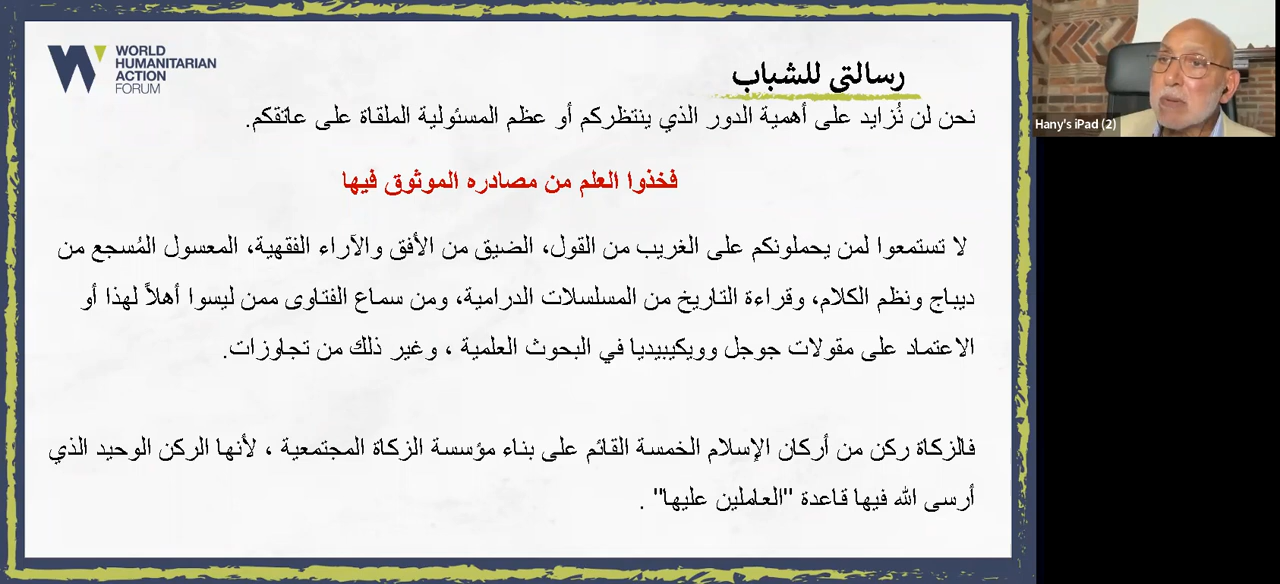 WORLD
HUMANITARIAN
ACTION
FORUM
رسالتي للشباب
نحن لن نُزايد على أهمية الدور الذي ينتظركم أو عظم المسئولية الملقاة على عاتقكم.
فخذوا العلم من مصادره الموثوق فيها
لا تستمعوا لمن يحملونكم على الغريب من القول، الضيق من الأفق والآراء الفقهية، المعسول المُسجع من
ديباج ونظم الكلام، وقراءة التاريخ من المسلسلات الدرامية، ومن سماع الفتاوى ممن ليسوا أهلاً لهذا أو
الاعتماد على مقولات جوجل وويكيبيديا في البحوث العلمية ، وغير ذلك من تجاوزات.
فالزكاة ركن من أركان الإسلام الخمسة القائم على بناء مؤسسة الزكاة المجتمعية ، لأنها الركن الوحيد الذي
أرسى الله فيها قاعدة "العاملين عليها" .
Hany's iPad (2)